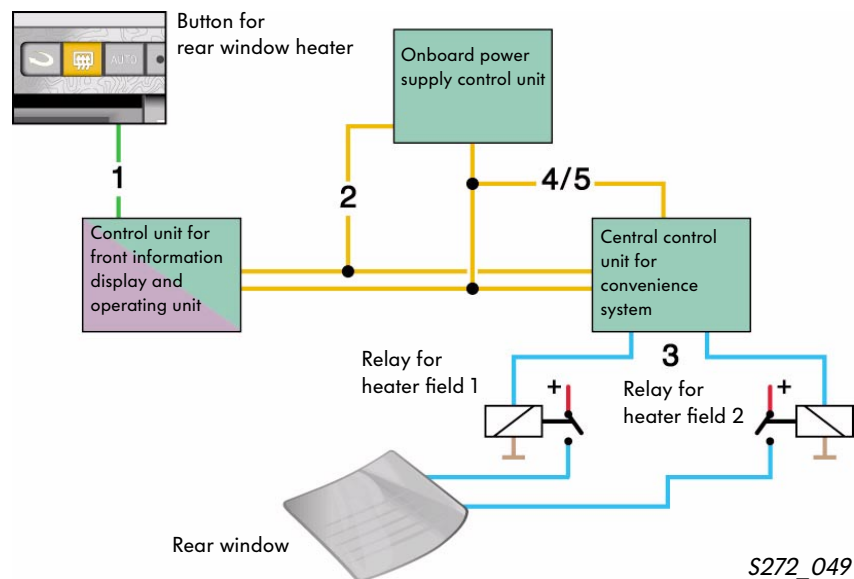 Button for
rear window heater
AUTO
Onboard power
supply control unit
1
2
4/5
Control unit for
front information
display and
operating unit
Central control
unit for
convenience
system
3
Relay for
heater field 1
+
Relay for
heater field 2
+
Rear window
S272_049